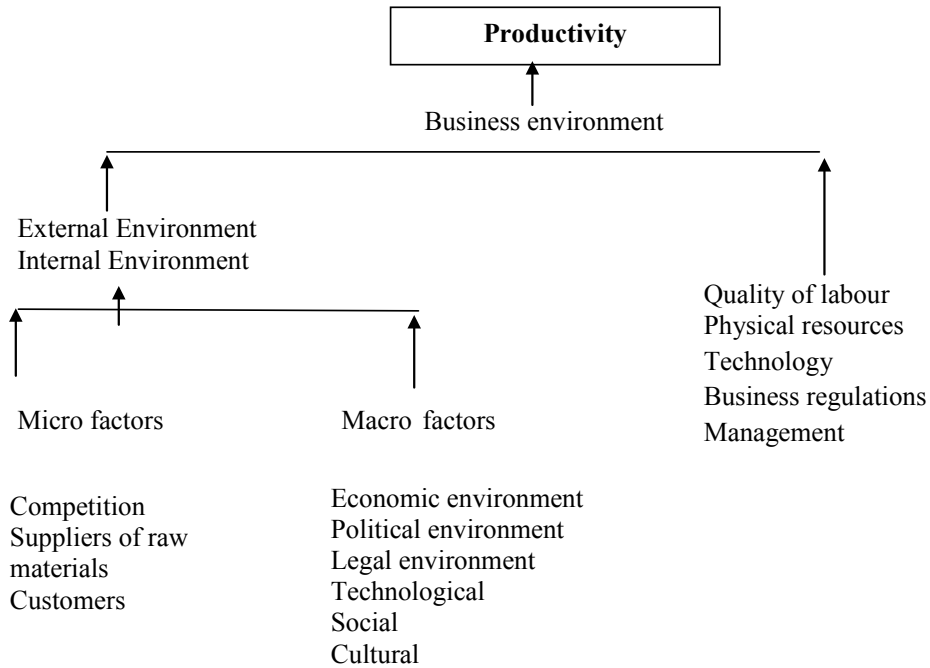 Productivity
Business environment
External Environment
Internal Environment
Micro factors
Competition
Suppliers of raw
materials
Customers
Macro factors
Economic environment
Political environment
Legal environment
Technological
Social
Cultural
Quality of labour
Physical resources
Technology
Business regulations
Management